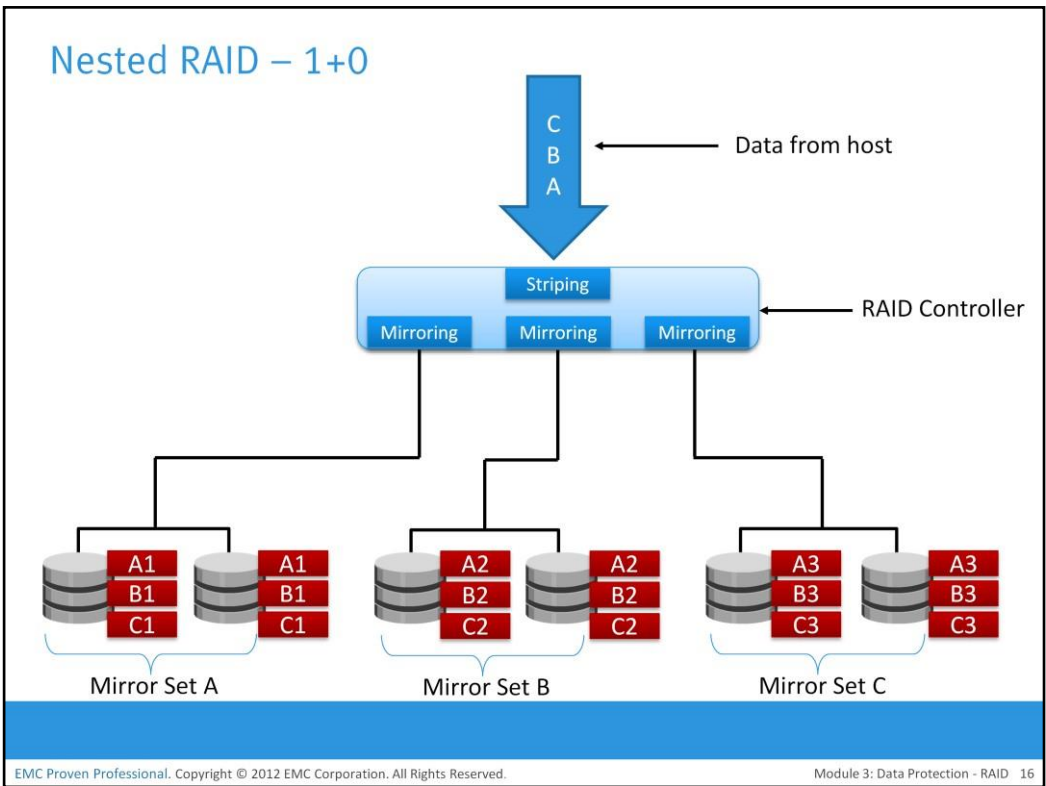 Nested RAID – 1+0
C
B
A
Data from host
Striping
RAID Controller
Mirroring Mirroring Mirroring
A1 A1 A2 A2 A3 A3
B1 B1 B2 B2 B3 B3
C1 C1 C2 C2 C3 C3
Mirror Set A Mirror Set B Mirror Set C
EMC Proven Professional. Copyright © 2012 EMC Corporation. All Rights Reserved. Module 3: Data Protection - RAID 16